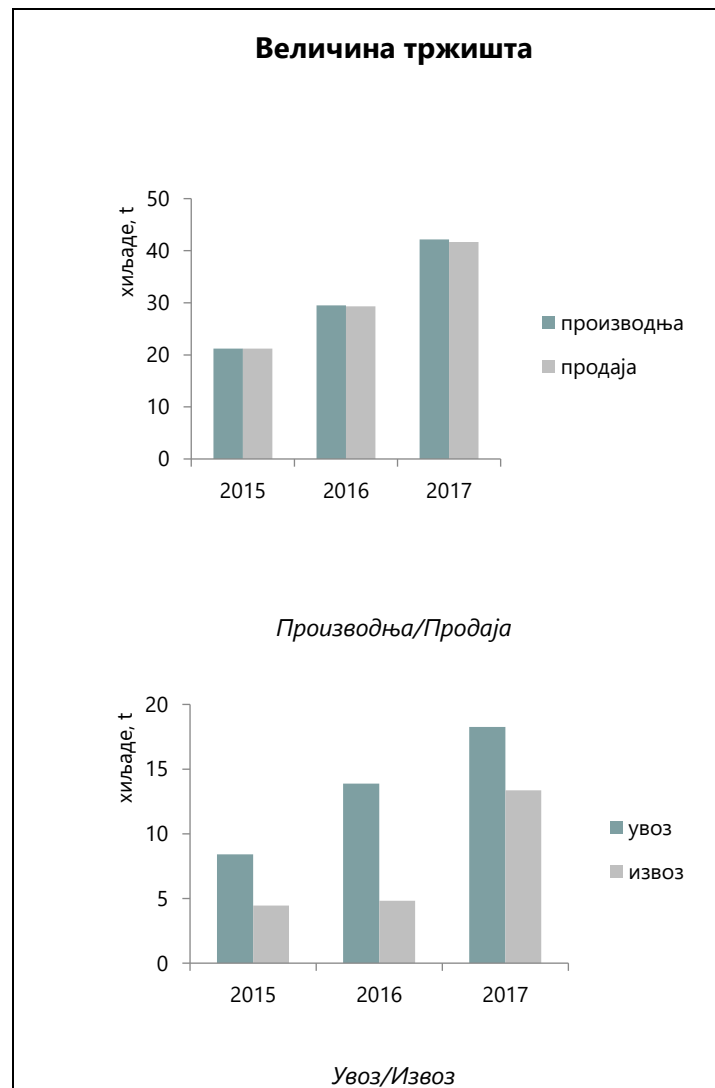 Величина тржишта
хиљаде, t
50
40
30
20
10
0
2015 2016 2017
производња
продаја
Производња/Продаја
хиљаде, t
20
15
10
5
0
2015 2016 2017
увоз
извоз
Увоз/Извоз